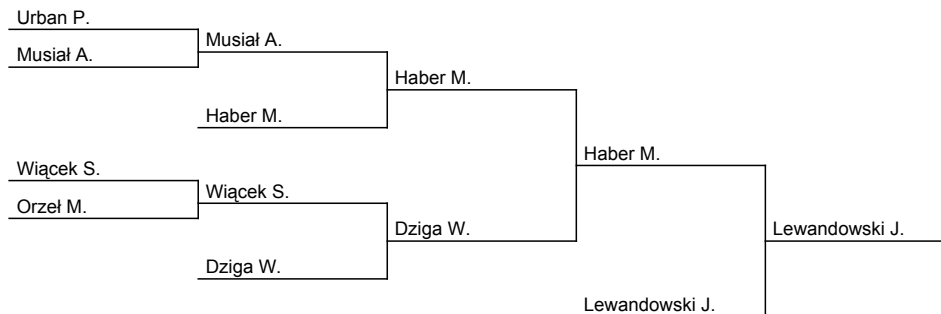 Urban P.
Musiał A.
Musiał A.
Haber M.
Haber M.
Haber M.
Wiącek S.
Wiącek S.
Orzeł M.
Dziga W.
Lewandowski J.
Dziga W.
Lewandowski J.